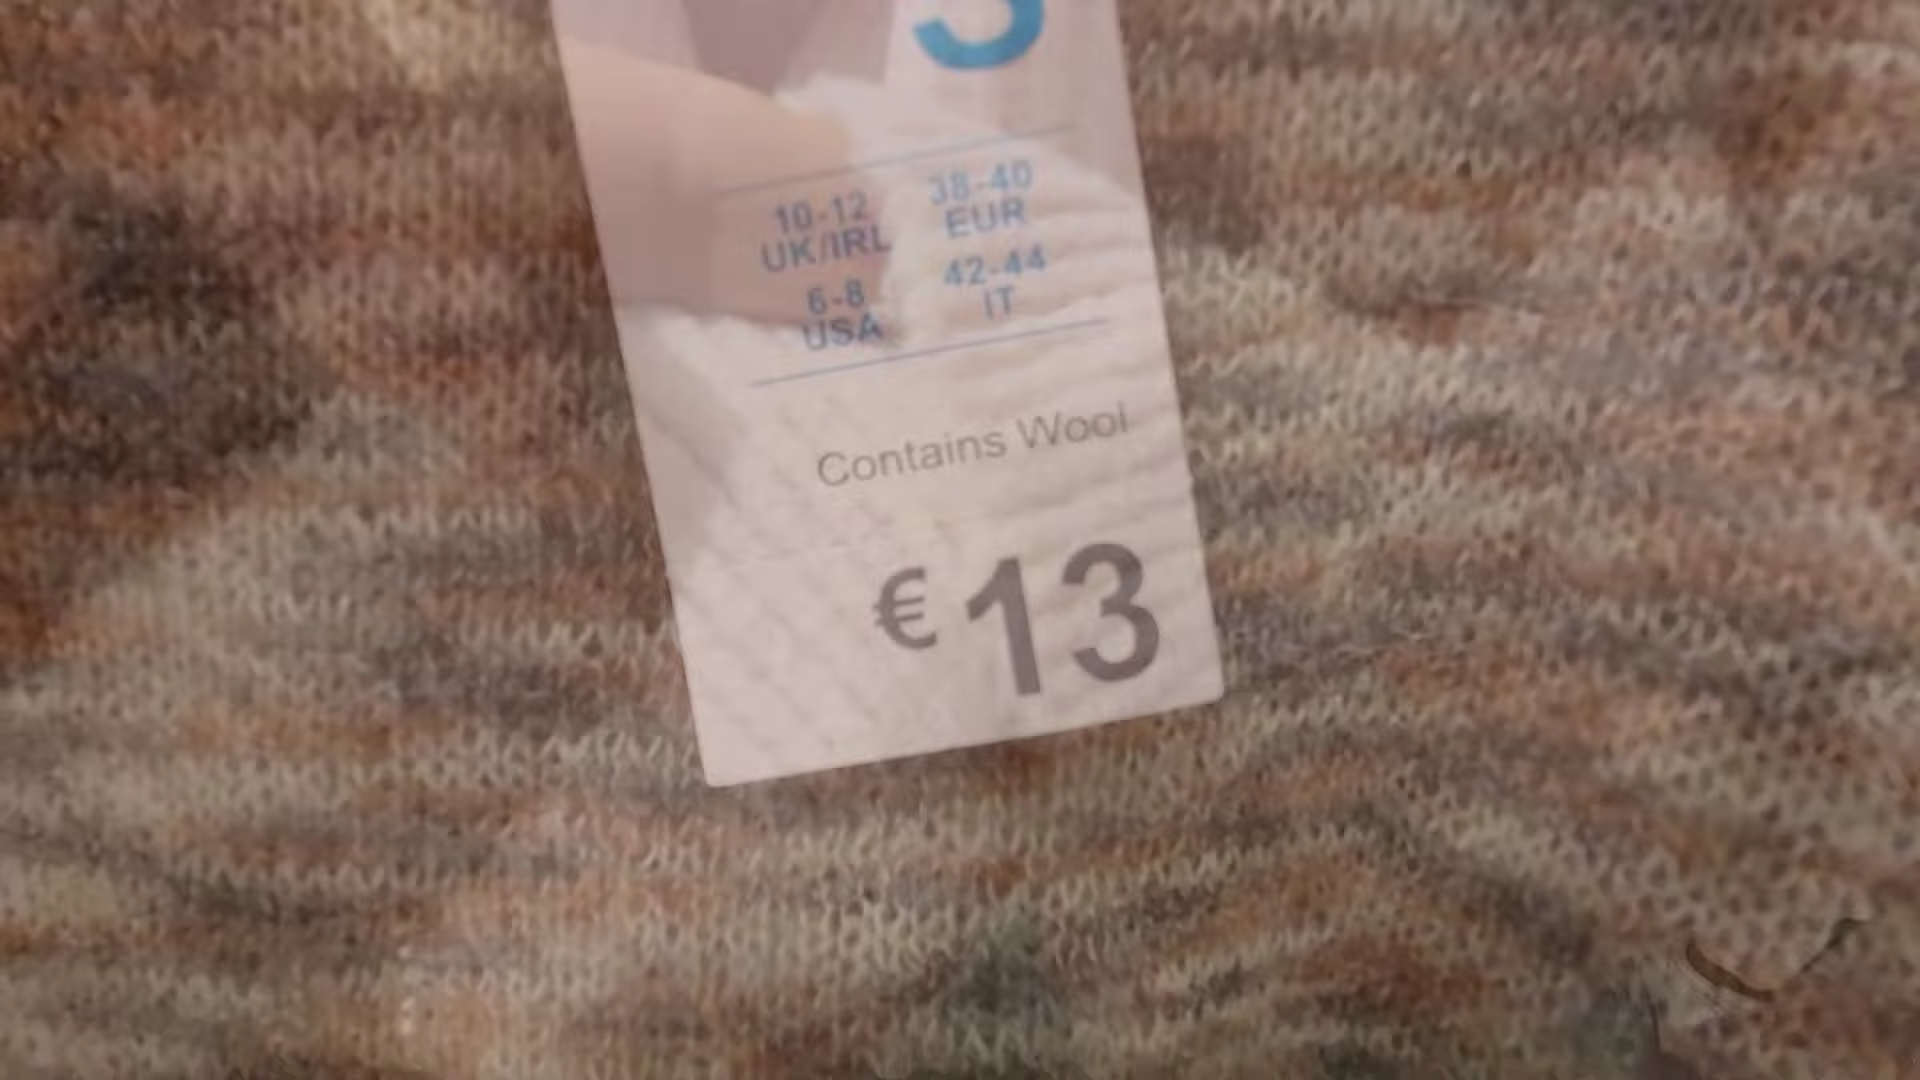 10-12
UK/IRL
38-40
EUR
6-8
USA
42-44
IT
Contains Wool
€13